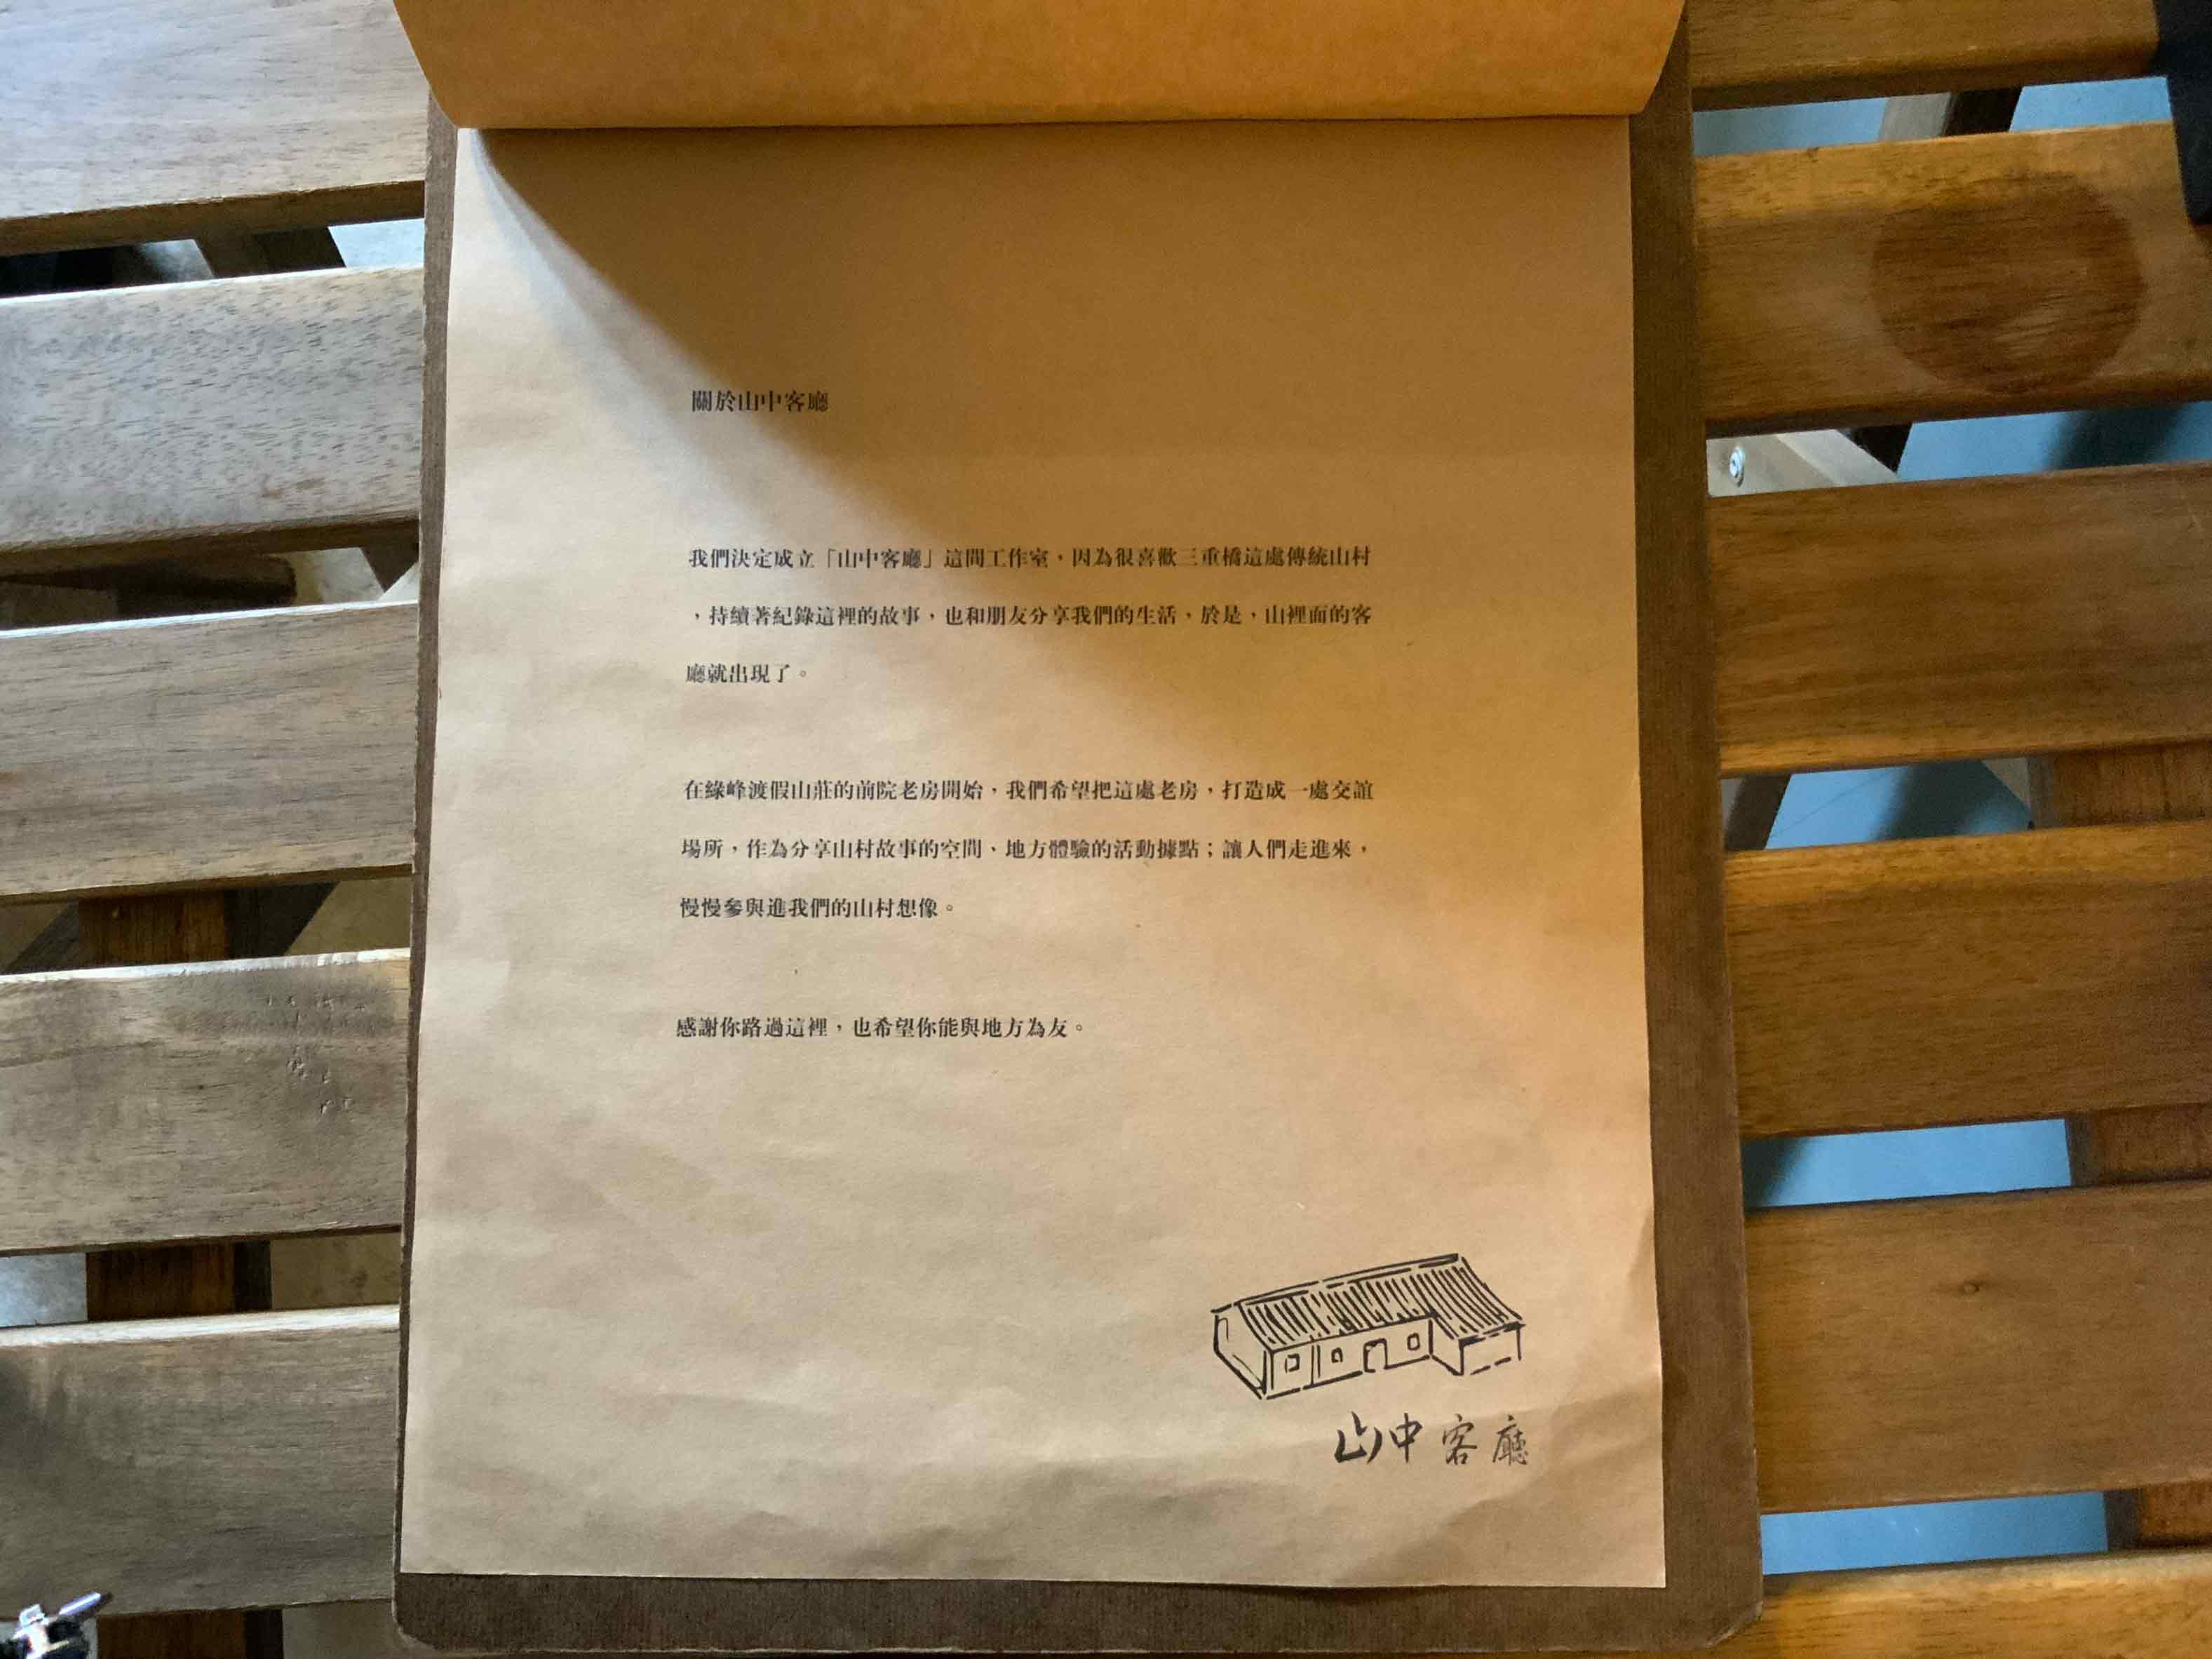 關於山中客廳
我們決定成立「山中客廳」這間工作室，因為很喜歡三重橋這處傳統山村
，持續著紀錄這裡的故事，也和朋友分享我們的生活，於是，山裡面的客
廳就出現了。
在綠峰渡假山莊的前院老房開始，我們希望把這處老房，打造成一處交誼
場所，作為分享山村故事的空間、地方體驗的活動據點；讓人們走進來，
慢慢參與進我們的山村想像。
感謝你路過這裡，也希望你能與地方為友。
山中客廳